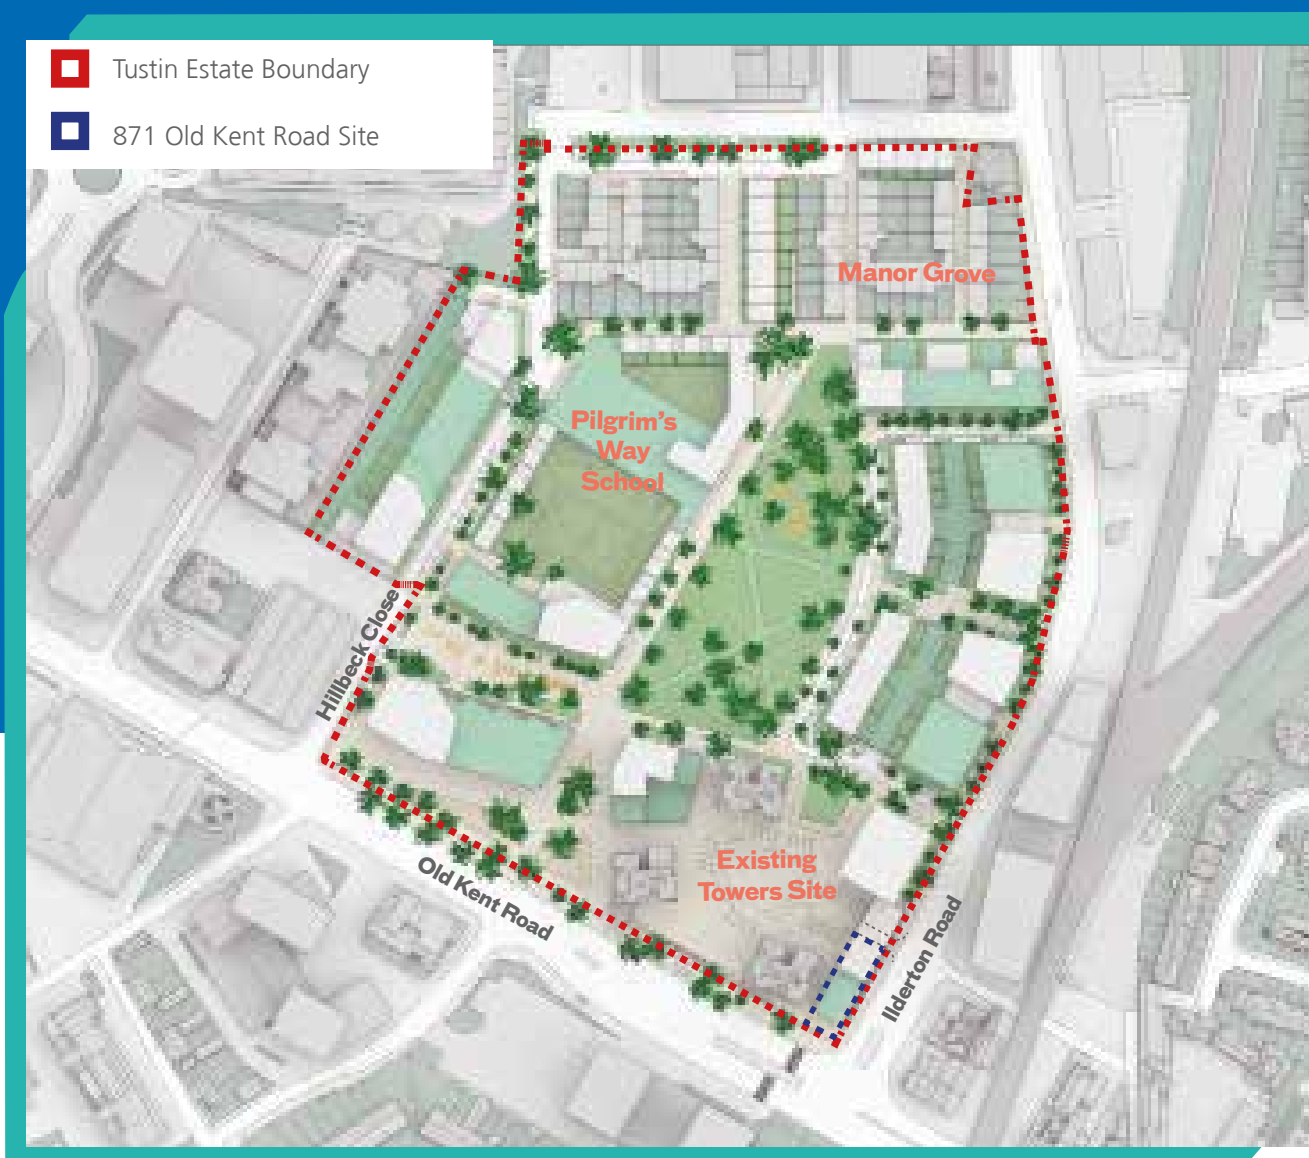 Tustin Estate Boundary
871 Old Kent Road Site
Manor Grove
Pilgrim's
Way
School
Hillbeck Close
Existing
Towers Site
Old Kent Road
Ilderton Road